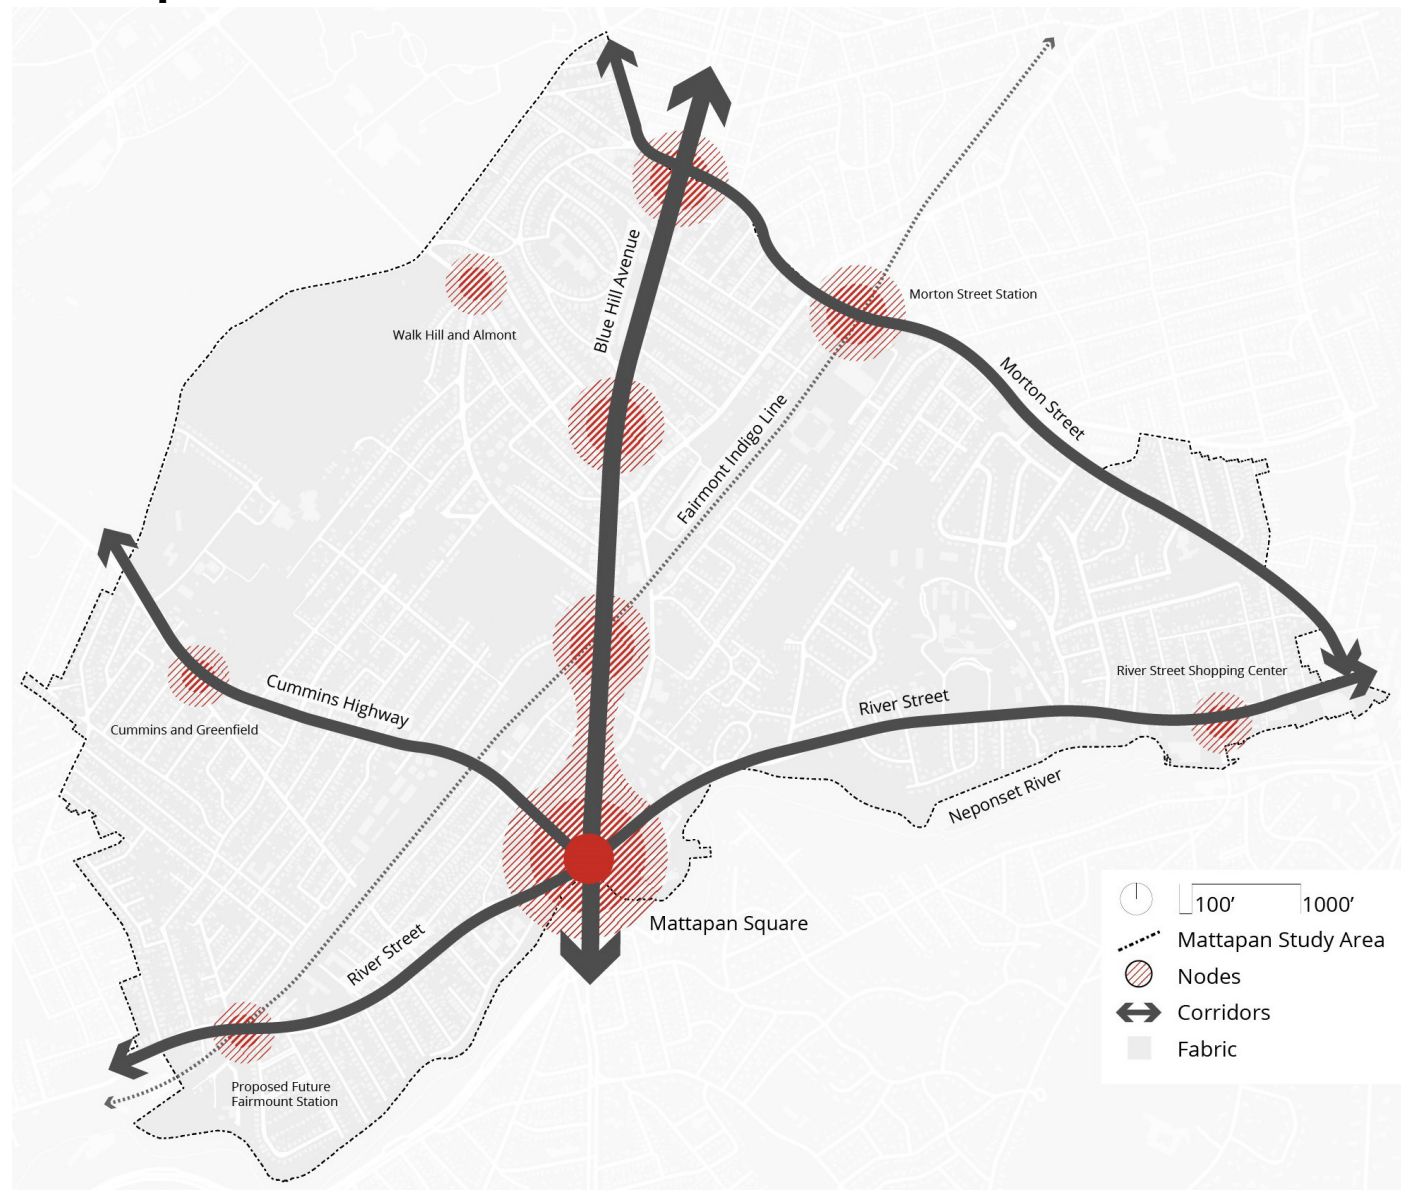 Blue Hill Avenue
Morton Street Station
Walk Hill and Almont
Morton Street
Fairmont Indigo Line
River Street Shopping Center
Cummins Highway
River Street
Cummins and Greenfield
Neponset River
Mattapan Square
River Street
Proposed Future
Fairmount Station
100’ 1000’
Mattapan Study Area
Nodes
Corridors
Fabric